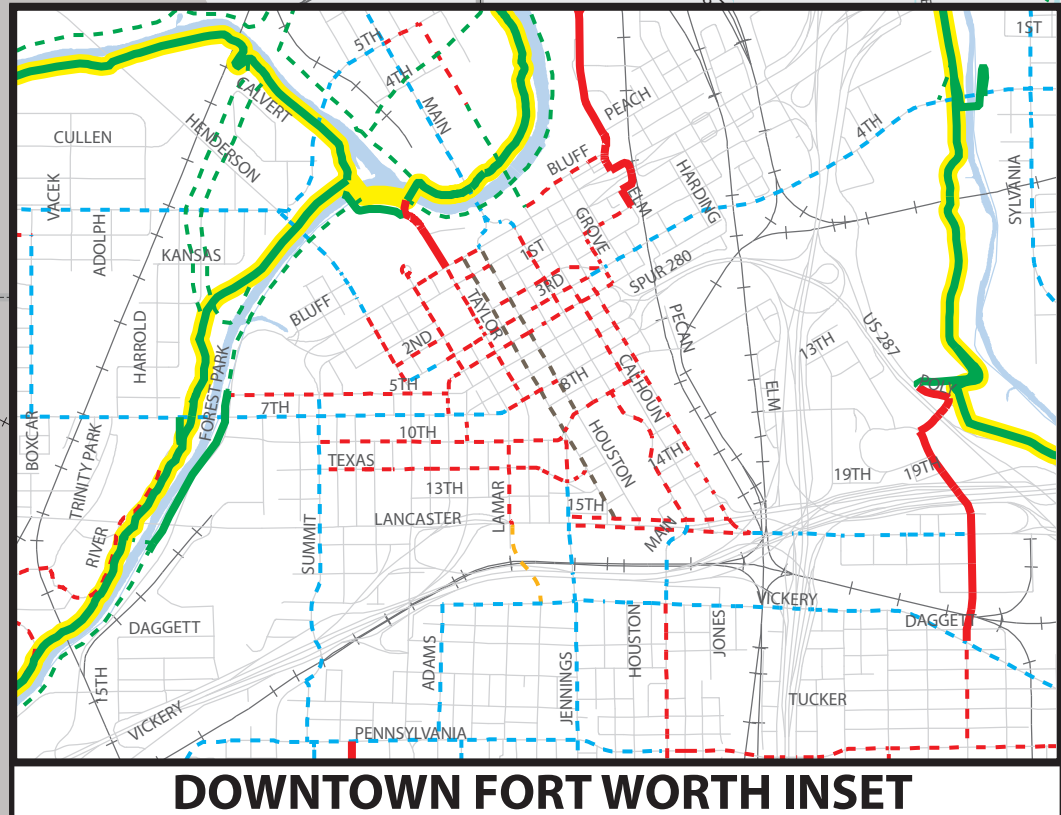 1ST
5TH
4TH
CALVERT
MAIN
PEACH
4TH
CULLEN
HENDERSON
BLUFF
HARDING
VACEK
SYLVANIA
ELM
ADOLPH
GROVE
KANSAS
1ST
3RD
SPUR 280
BLUFF
TAYLOR
PECAN
US 287
HARROLD
2ND
13TH
CALHOUN
FOREST PARK
5TH
8TH
ELM
7TH
BOXCAR
10TH
HOUSTON
TRINITY PARK
TEXAS
14TH
19TH
19TH
13TH
LAMAR
15TH
LANCASTER
MAIN
RIVER
SUMMIT
VICKERY
DAGGETT
DAGGETT
ADAMS
HOUSTON
JONES
15TH
JENNINGS
TUCKER
VICKERY
PENNSYLVANIA
DOWNTOWN FORT WORTH INSET